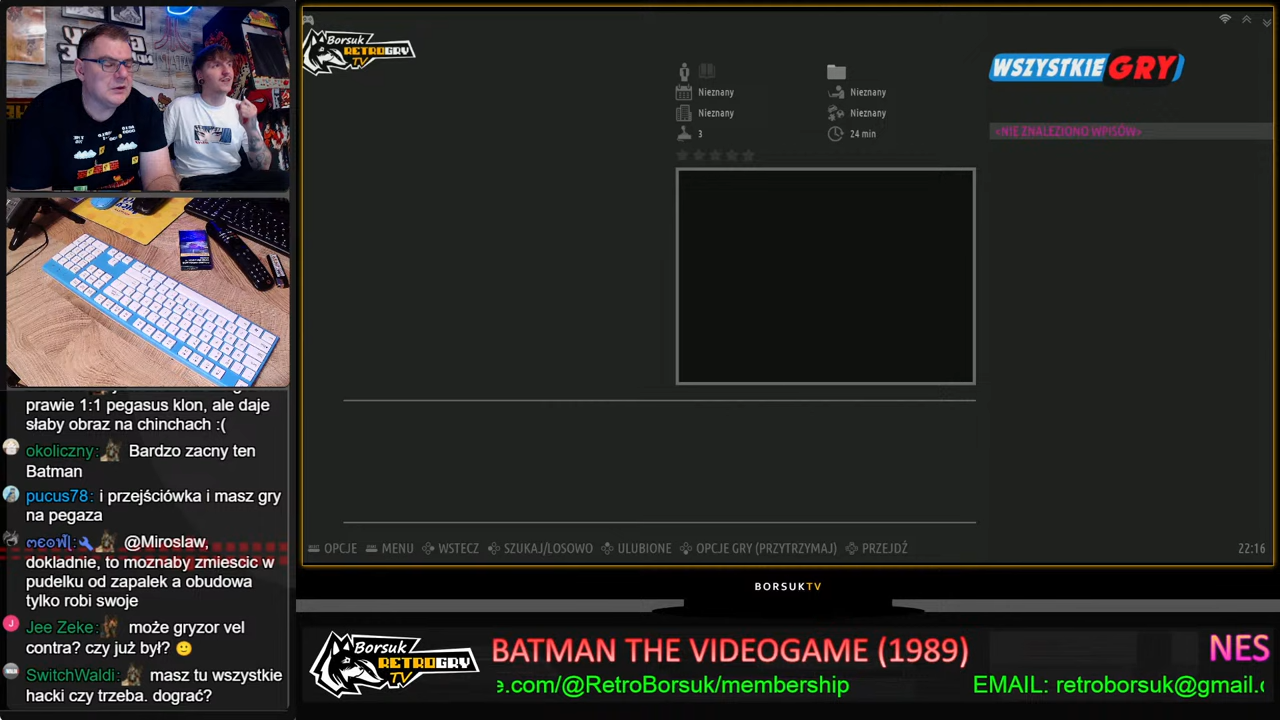 Borsuk
RETROGRY
TV
WSZYSTKIEGRY
Nieznany
Nieznany
Nieznany
Nieznany
3
24 min
<NIE ZNALEZIONO WPISÓW>
prawie 1:1 pegasus klon, ale daje
słaby obraz na chinchach :(
okoliczny: Bardzo zacny ten
Batman
pucus78: i przejściówka i masz gry
na pegaza
@Miroslaw,
dokladnie, to moznaby zmiescic w
pudelku od zapalek a obudowa
tylko robi swoje
Jee Zeke: może gryzor vel
contra? czy już był? 🙂
SwitchWaldi: masz tu wszystkie
hacki czy trzeba. dograć?
OPCJE MENU WSTECZ SZUKAJ/LOSOWO ULUBIONE OPCJE GRY (PRZYTRZYMAJ) PRZEJDŹ
22:16
BORSUKTV
Borsuk
RETROGRY
TV
BATMAN THE VIDEOGAME (1989) NES
e.com/@RetroBorsuk/membership EMAIL: retroborsuk@gmail.c